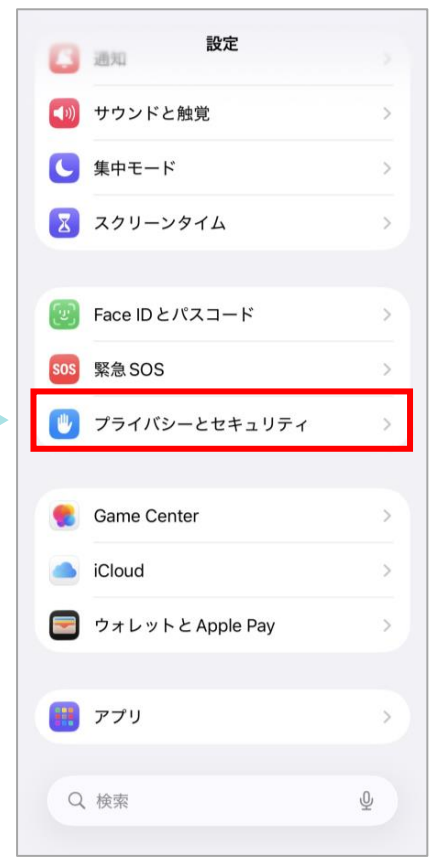 設定
通知
サウンドと触覚
集中モード
スクリーンタイム
Face IDとパスコード
SOS 緊急SOS
プライバシーとセキュリティ
Game Center
iCloud
ウォレットとApple Pay
アプリ
検索